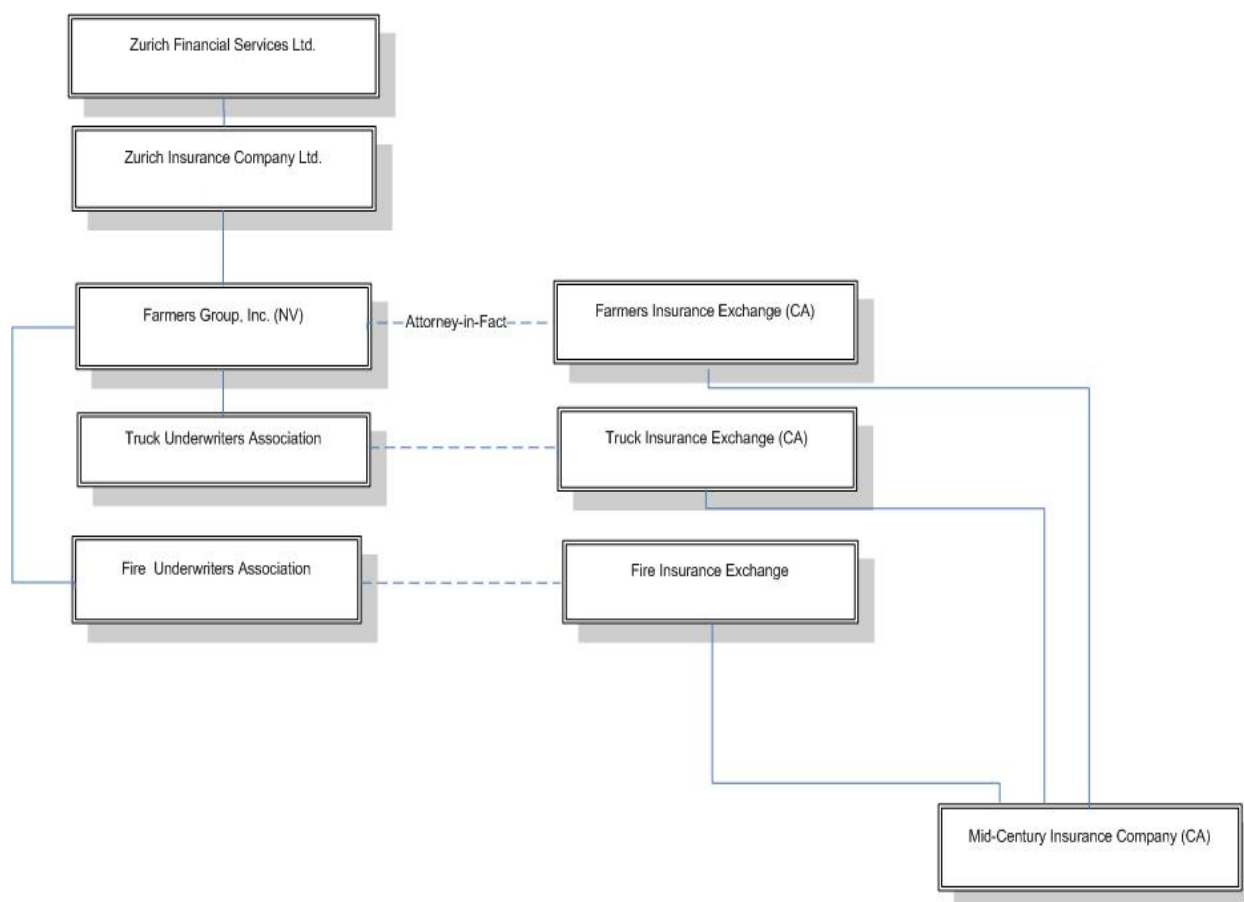 Zurich Financial Services Ltd.
Zurich Insurance Company Ltd.
Farmers Group, Inc. (NV)
Attorney-in-Fact
Farmers Insurance Exchange (CA)
Truck Underwriters Association
Truck Insurance Exchange (CA)
Fire Underwriters Association
Fire Insurance Exchange
Mid-Century Insurance Company (CA)